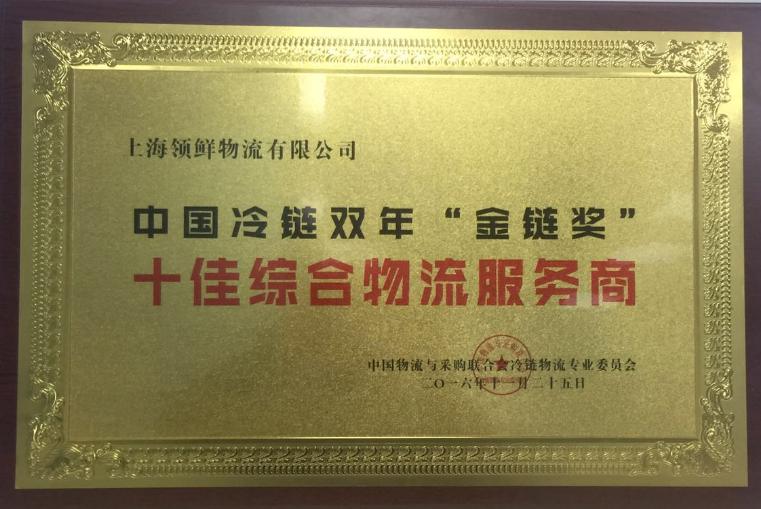 上海领鲜物流有限公司
中国冷链双年“金链奖”
十佳综合物流服务商
中国物流与采购联合会冷链物流专业委员会
二〇一六年十一月二十五日